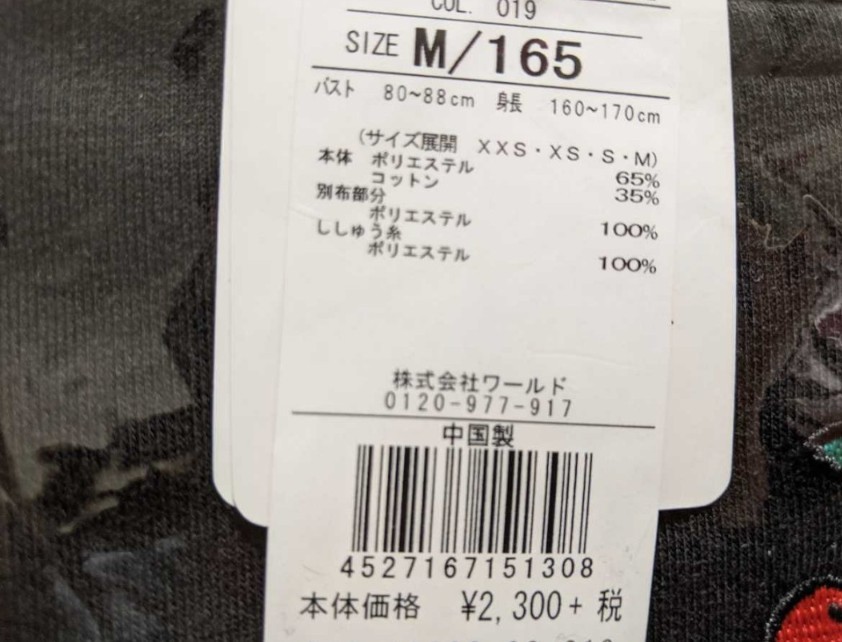 COL. 019
SIZE M/165
バスト 80~88cm 身長 160~170cm
(サイズ展開 XXS・XS・S・M)
本体 ポリエステル 65%
コットン 35%
別布部分
ポリエステル 100%
ししゅう糸
ポリエステル 100%
株式会社ワールド
0120-977-917
中国製
4527167151308
本体価格 ¥2,300+ 税